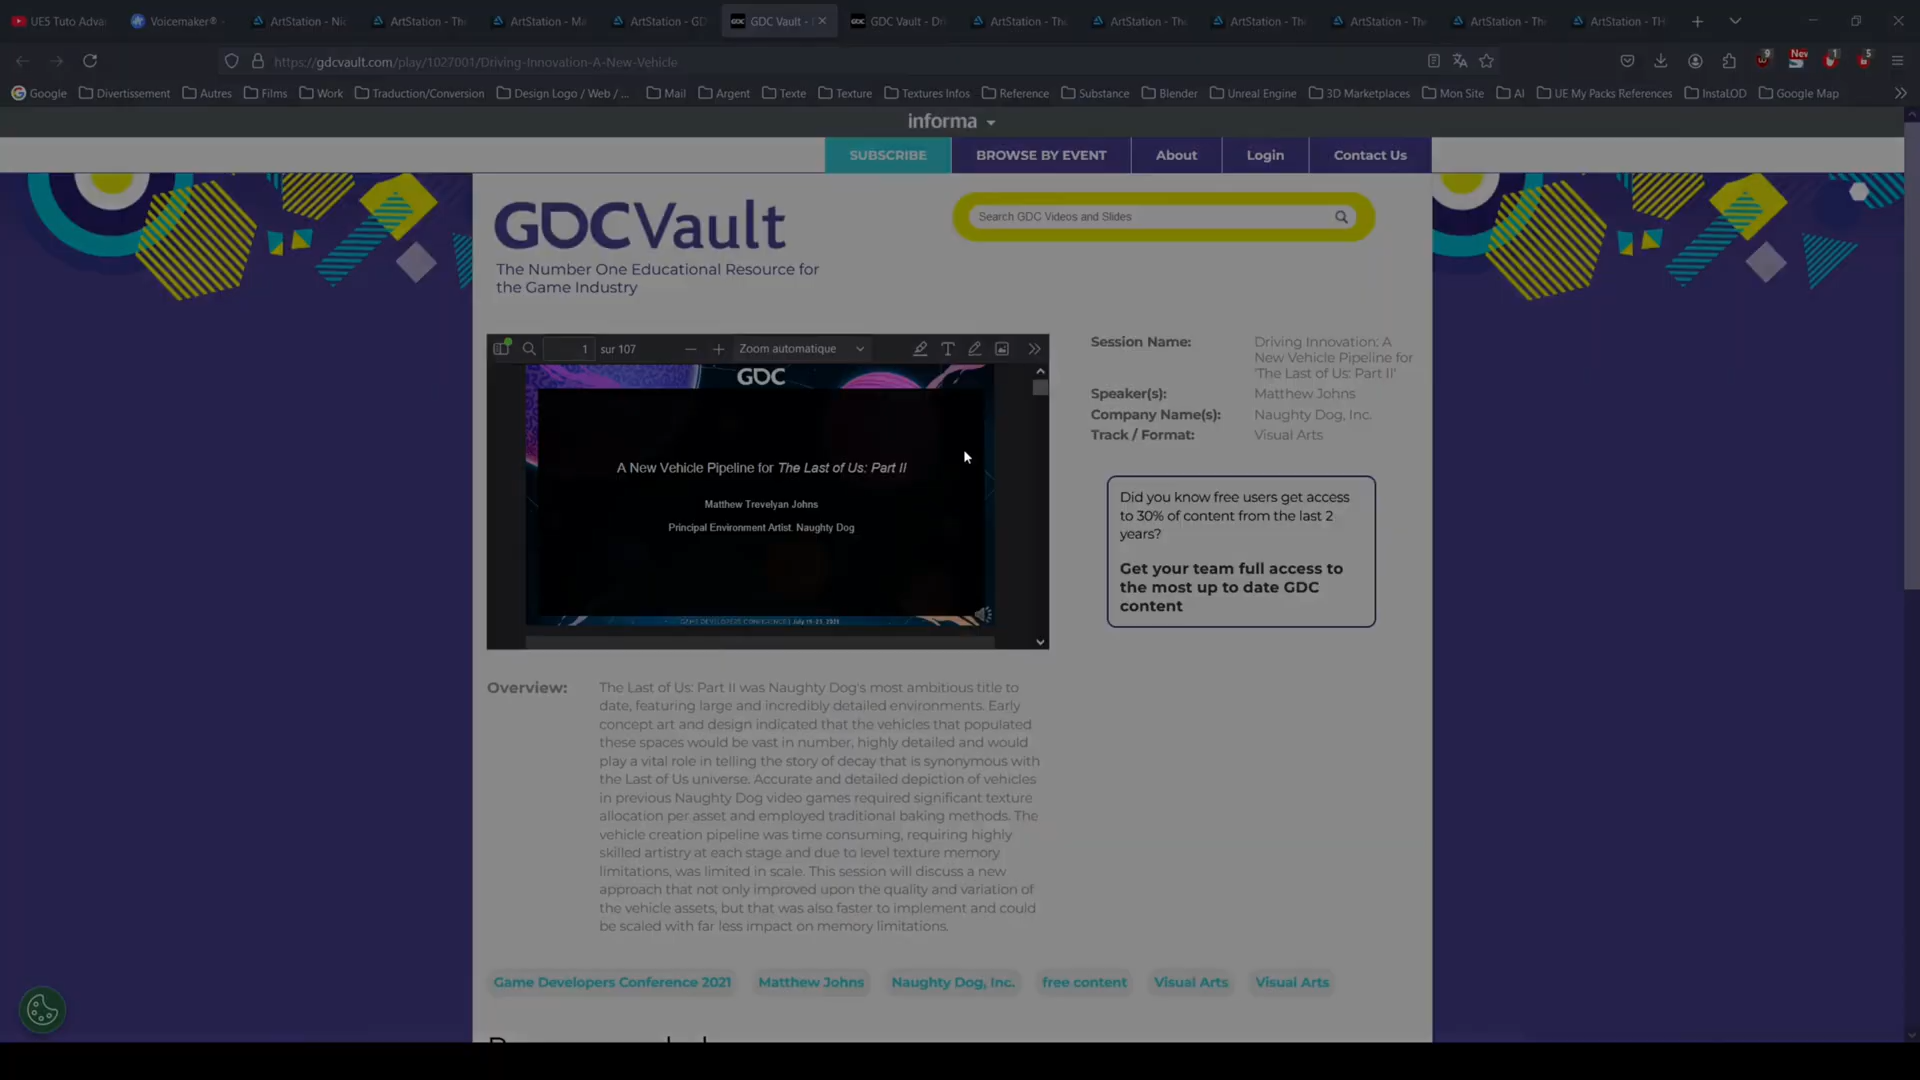 UE5 Tuto Adva
Voicemaker®
ArtStation - Nic
ArtStation - The
ArtStation - Ma
ArtStation - GD
GDC Vault -
GDC Vault - Dri
ArtStation - The
ArtStation - The
ArtStation - The
ArtStation - The
ArtStation - The
ArtStation - TH
https://gdcvault.com/play/1027001/Driving-Innovation-A-New-Vehicle
9
New
1
5
Google
Divertissement
Autres
Films
Work
Traduction/Conversion
Design Logo / Web / ...
Mail
Argent
Texte
Texture
Textures Infos
Reference
Substance
Blender
Unreal Engine
3D Marketplaces
Mon Site
AI
UE My Packs References
InstaLOD
Google Map
informa
SUBSCRIBE
BROWSE BY EVENT
About
Login
Contact Us
GDCVault
The Number One Educational Resource for
the Game Industry
Search GDC Videos and Slides
1 sur 107
Zoom automatique
GDC
A New Vehicle Pipeline for The Last of Us: Part II
Matthew Trevelyan Johns
Principal Environment Artist. Naughty Dog
GAME DEVELOPERS CONFERENCE | July 19-23, 2021
Session Name:
Driving Innovation: A
New Vehicle Pipeline for
'The Last of Us: Part II'
Speaker(s):
Matthew Johns
Company Name(s):
Naughty Dog, Inc.
Track / Format:
Visual Arts
Did you know free users get access
to 30% of content from the last 2
years?
Get your team full access to
the most up to date GDC
content
Overview:
The Last of Us: Part II was Naughty Dog's most ambitious title to
date, featuring large and incredibly detailed environments. Early
concept art and design indicated that the vehicles that populated
these spaces would be vast in number, highly detailed and would
play a vital role in telling the story of decay that is synonymous with
the Last of Us universe. Accurate and detailed depiction of vehicles
in previous Naughty Dog video games required significant texture
allocation per asset and employed traditional baking methods. The
vehicle creation pipeline was time consuming, requiring highly
skilled artistry at each stage and due to level texture memory
limitations, was limited in scale. This session will discuss a new
approach that not only improved upon the quality and variation of
the vehicle assets, but that was also faster to implement and could
be scaled with far less impact on memory limitations.
Game Developers Conference 2021
Matthew Johns
Naughty Dog, Inc.
free content
Visual Arts
Visual Arts